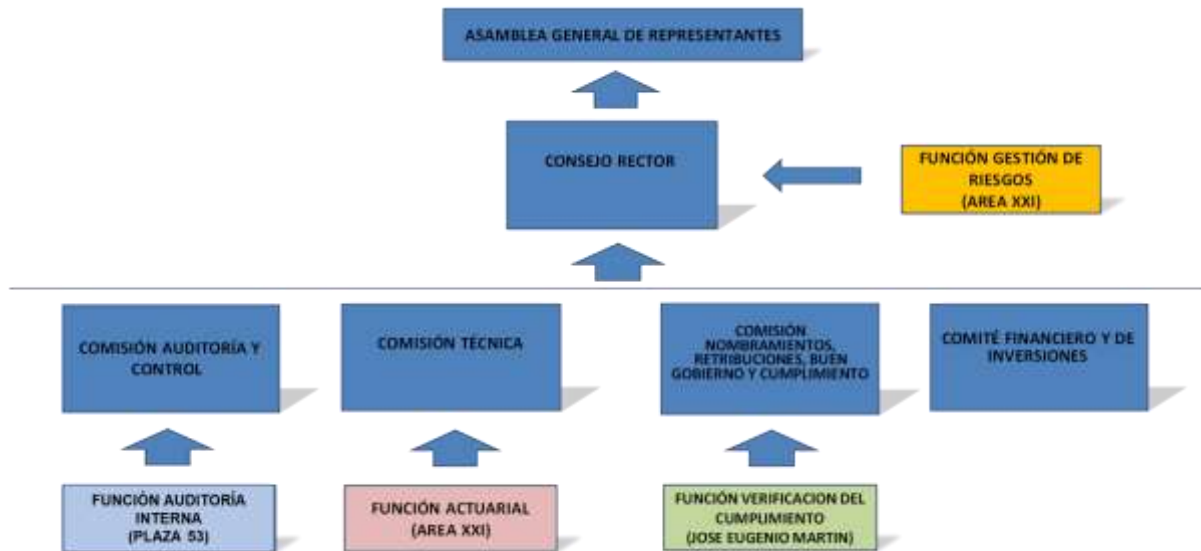 ASAMBLEA GENERAL DE REPRESENTANTES
CONSEJO RECTOR
FUNCIÓN GESTIÓN DE
RIESGOS
(AREA XXI)
COMISIÓN AUDITORÍA Y
CONTROL
COMISIÓN TÉCNICA
COMISIÓN
NOMBRAMIENTOS,
RETRIBUCIONES, BUEN
GOBIERNO Y CUMPLIMIENTO
COMITÉ FINANCIERO Y DE
INVERSIONES
FUNCIÓN AUDITORÍA
INTERNA
(PLAZA 53)
FUNCIÓN ACTUARIAL
(AREA XXI)
FUNCIÓN VERIFICACION DEL
CUMPLIMIENTO
(JOSE EUGENIO MARTIN)